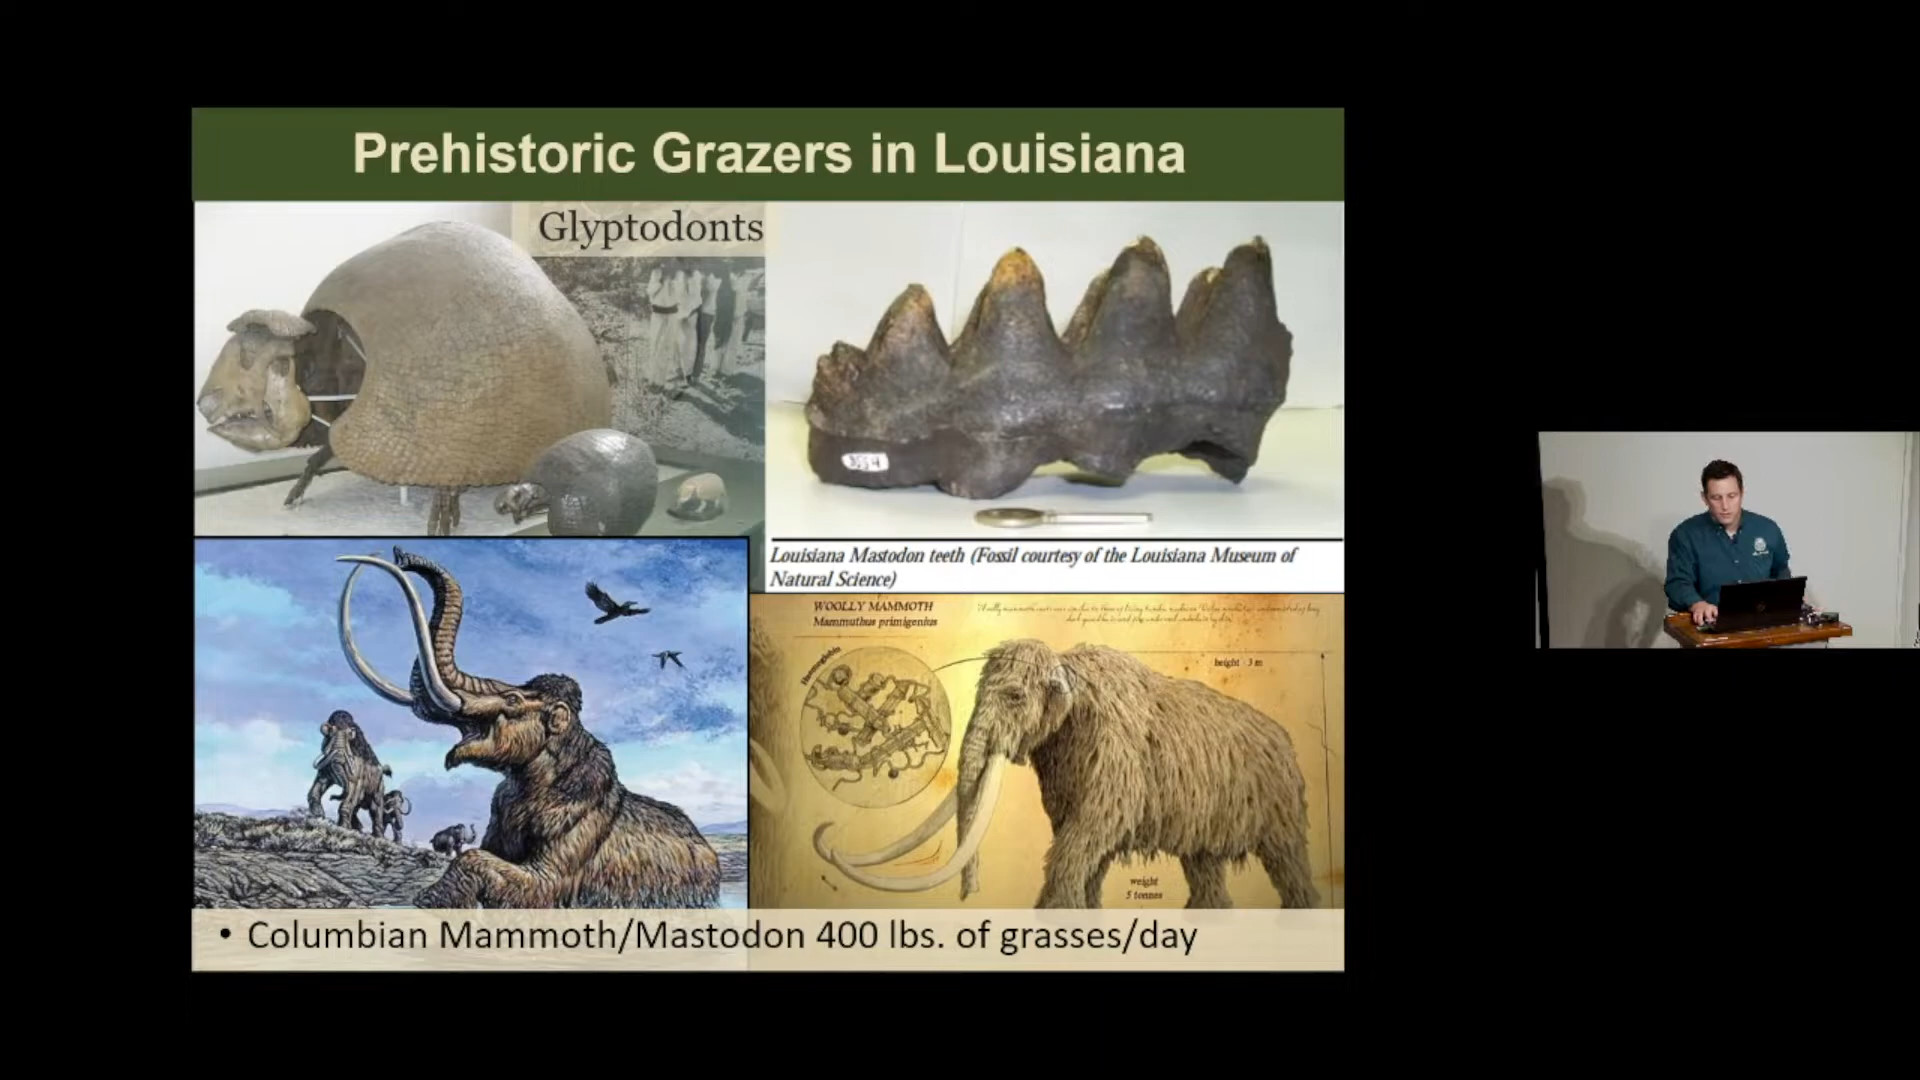 Prehistoric Grazers in Louisiana
Glyptodonts
Louisiana Mastodon teeth (Fossil courtesy of the Louisiana Museum of
Natural Science)
WOOLLY MAMMOTH
Mammuthus primigenius
Haemoglobin
height 3 m
weight
5 tonnes
• Columbian Mammoth/Mastodon 400 lbs. of grasses/day